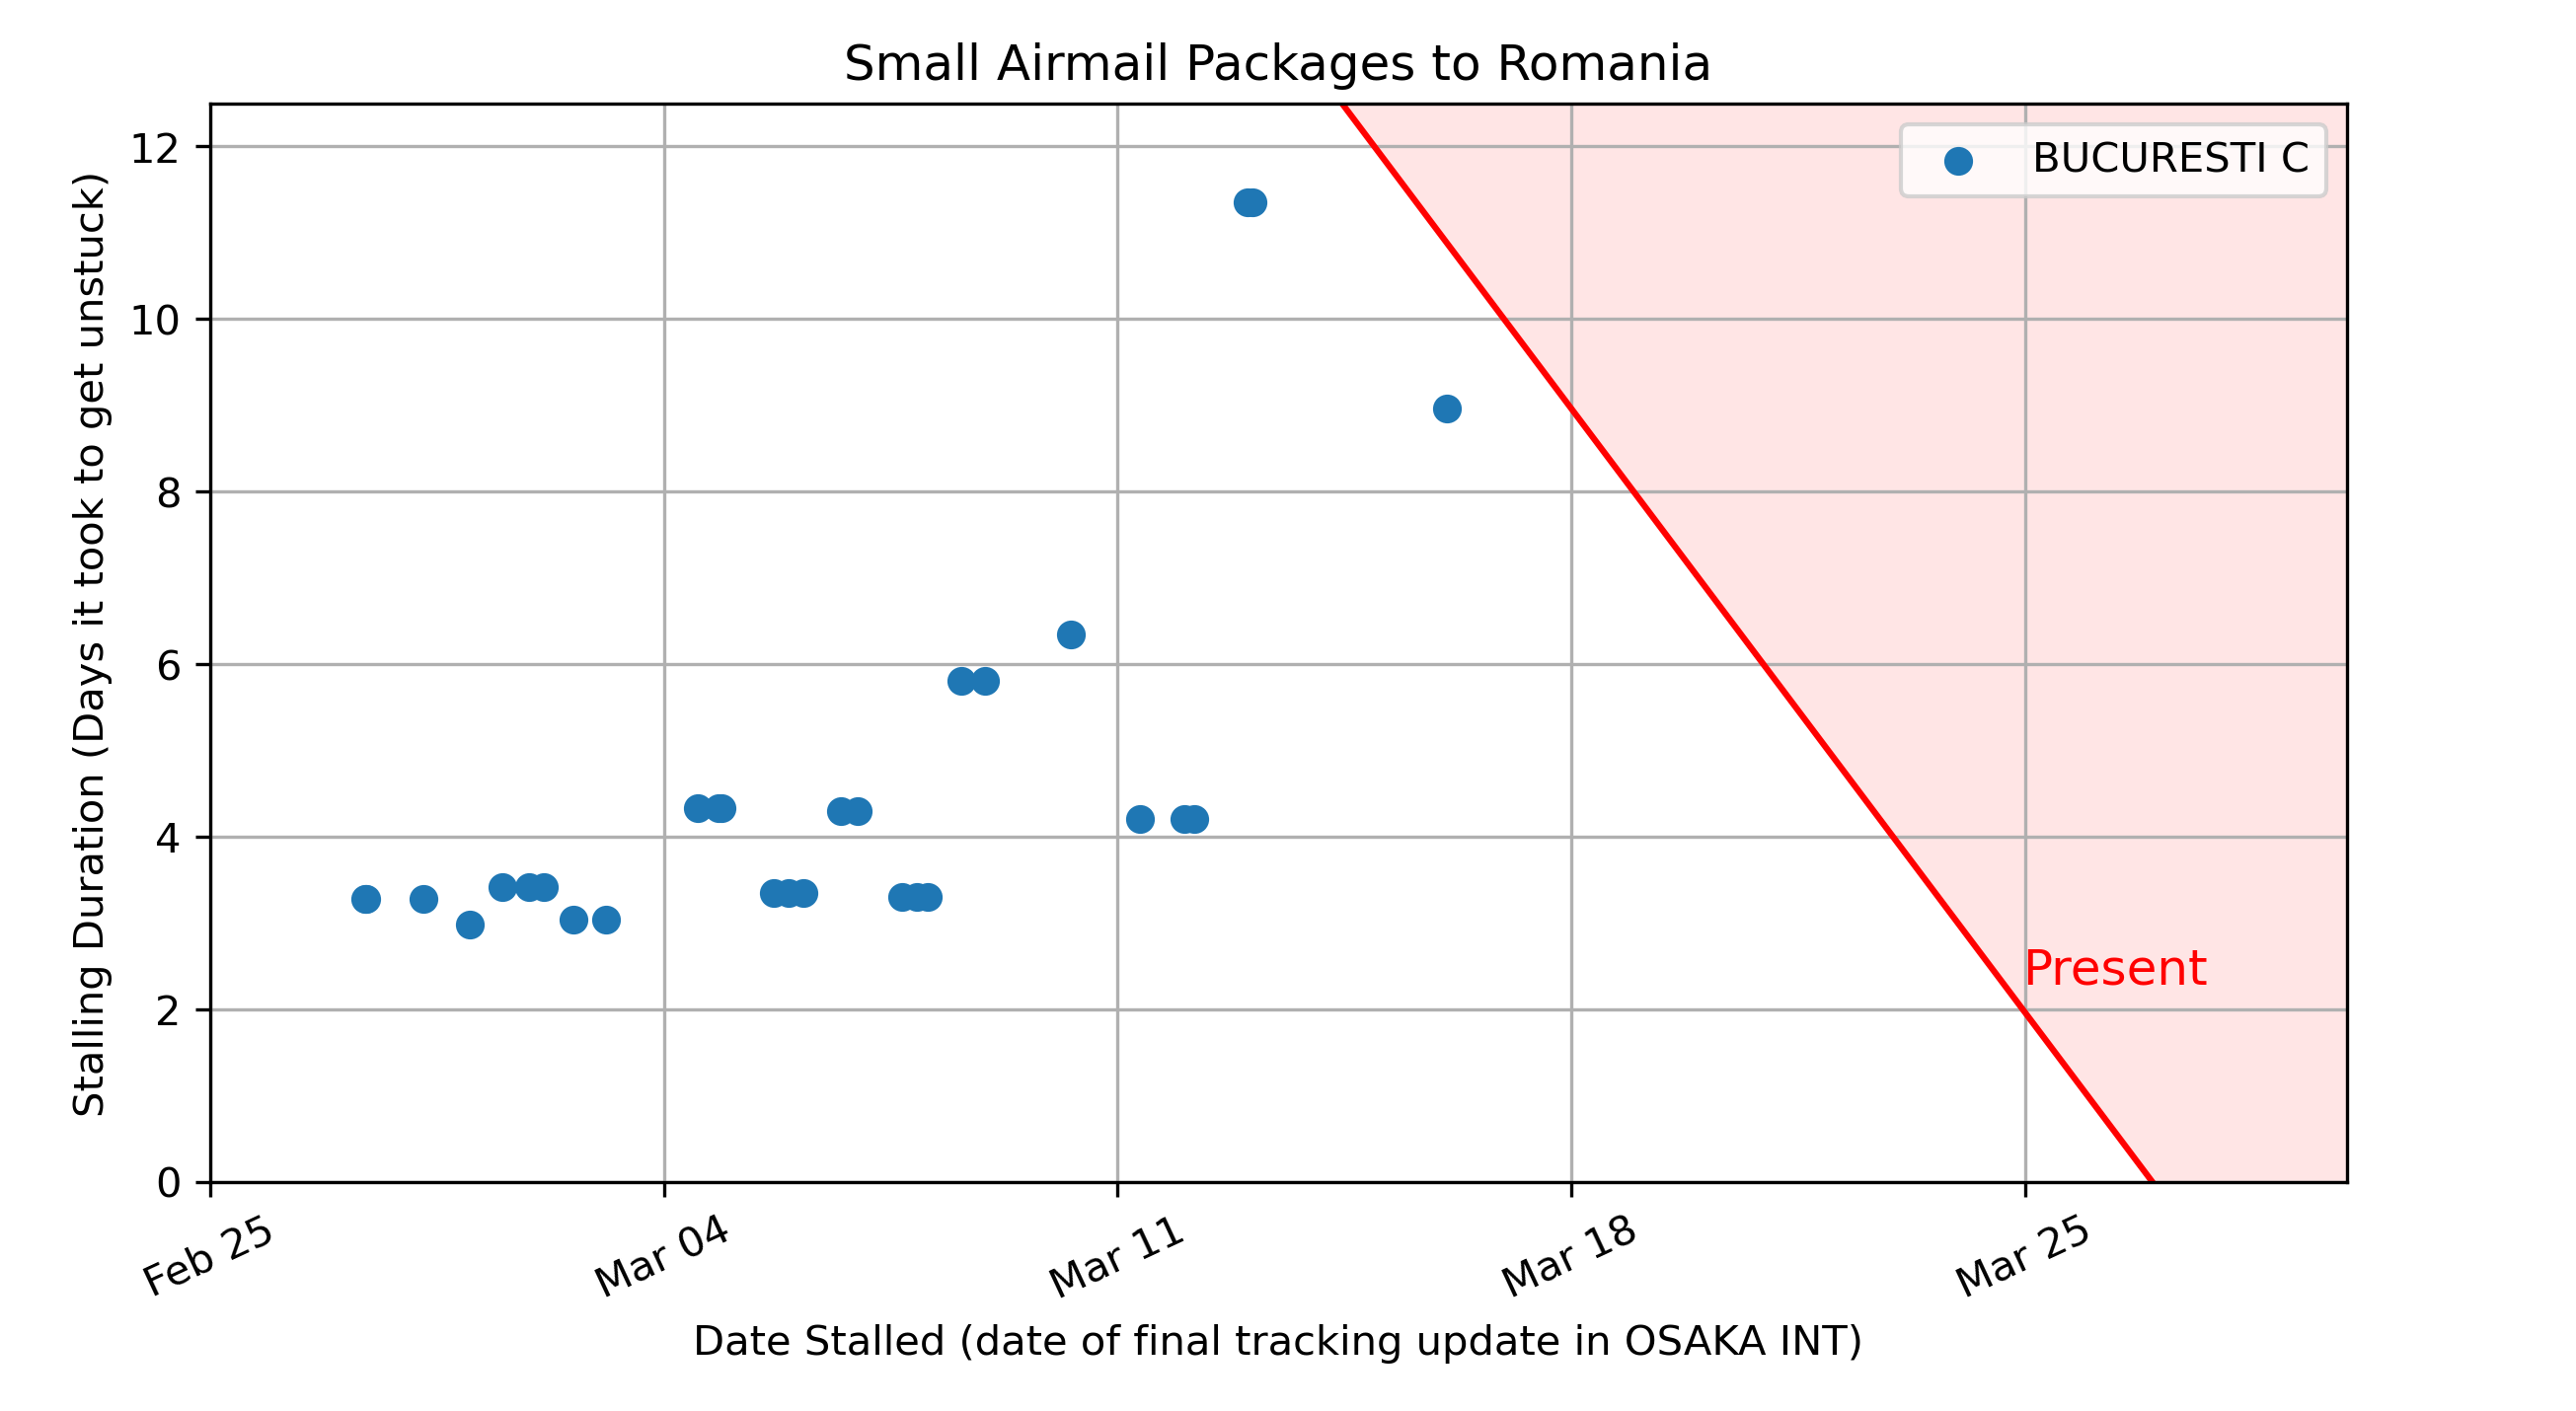 Small Airmail Packages to Romania
Stalling Duration (Days it took to get unstuck)
12
10
8
6
4
2
0
BUCURESTI C
Present
Feb 25
Mar 04
Mar 11
Mar 18
Mar 25
Date Stalled (date of final tracking update in OSAKA INT)